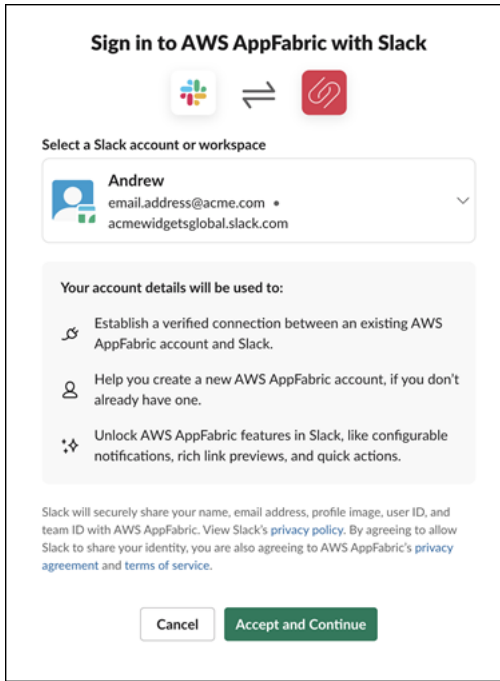 Sign in to AWS AppFabric with Slack
Select a Slack account or workspace
Andrew
email.address@acme.com •
acmewidgetsglobal.slack.com
Your account details will be used to:
Establish a verified connection between an existing AWS
AppFabric account and Slack.
Help you create a new AWS AppFabric account, if you don't
already have one.
Unlock AWS AppFabric features in Slack, like configurable
notifications, rich link previews, and quick actions.
Slack will securely share your name, email address, profile image, user ID, and
team ID with AWS AppFabric. View Slack's privacy policy. By agreeing to allow
Slack to share your identity, you are also agreeing to AWS AppFabric's privacy
agreement and terms of service.
Cancel
Accept and Continue